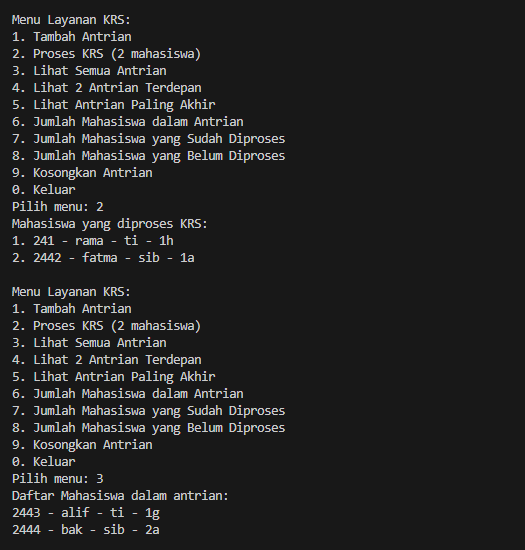 Menu Layanan KRS:
1. Tambah Antrian
2. Proses KRS (2 mahasiswa)
3. Lihat Semua Antrian
4. Lihat 2 Antrian Terdepan
5. Lihat Antrian Paling Akhir
6. Jumlah Mahasiswa dalam Antrian
7. Jumlah Mahasiswa yang Sudah Diproses
8. Jumlah Mahasiswa yang Belum Diproses
9. Kosongkan Antrian
0. Keluar
Pilih menu: 2
Mahasiswa yang diproses KRS:
1. 241 - rama - ti - 1h
2. 2442 - fatma - sib - 1a

Menu Layanan KRS:
1. Tambah Antrian
2. Proses KRS (2 mahasiswa)
3. Lihat Semua Antrian
4. Lihat 2 Antrian Terdepan
5. Lihat Antrian Paling Akhir
6. Jumlah Mahasiswa dalam Antrian
7. Jumlah Mahasiswa yang Sudah Diproses
8. Jumlah Mahasiswa yang Belum Diproses
9. Kosongkan Antrian
0. Keluar
Pilih menu: 3
Daftar Mahasiswa dalam antrian:
2443 - alif - ti - 1g
2444 - bak - sib - 2a